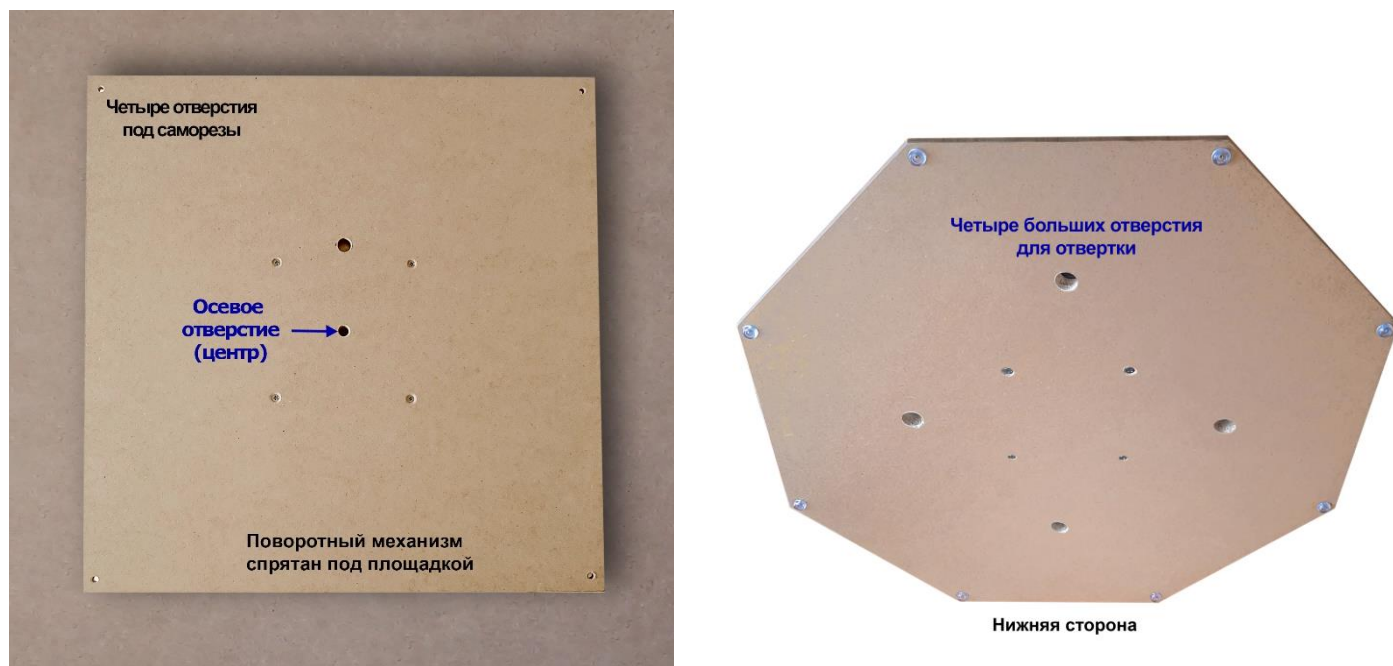 Четыре отверстия
под саморезы
Осевое
отверстие
(центр)
Поворотный механизм
спрятан под площадкой
Четыре больших отверстия
для отвертки
Нижняя сторона